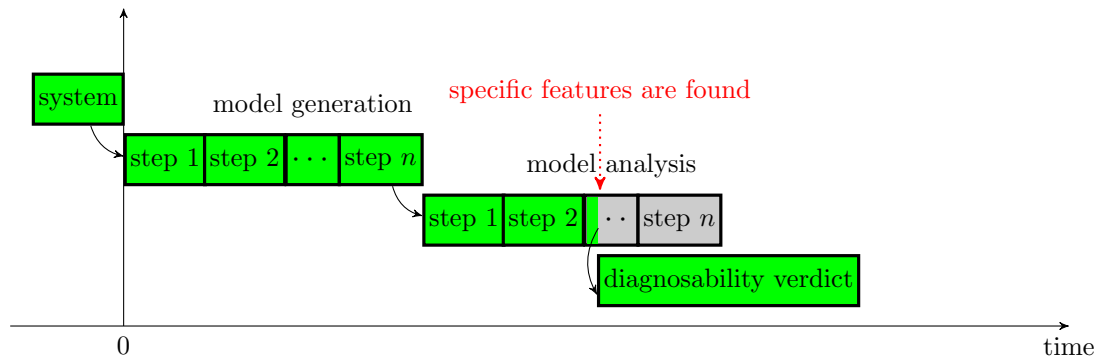 system
model generation
specific features are found
step 1 step 2 ··· step n
model analysis
step 1 step 2 ·· step n
diagnosability verdict
0 time